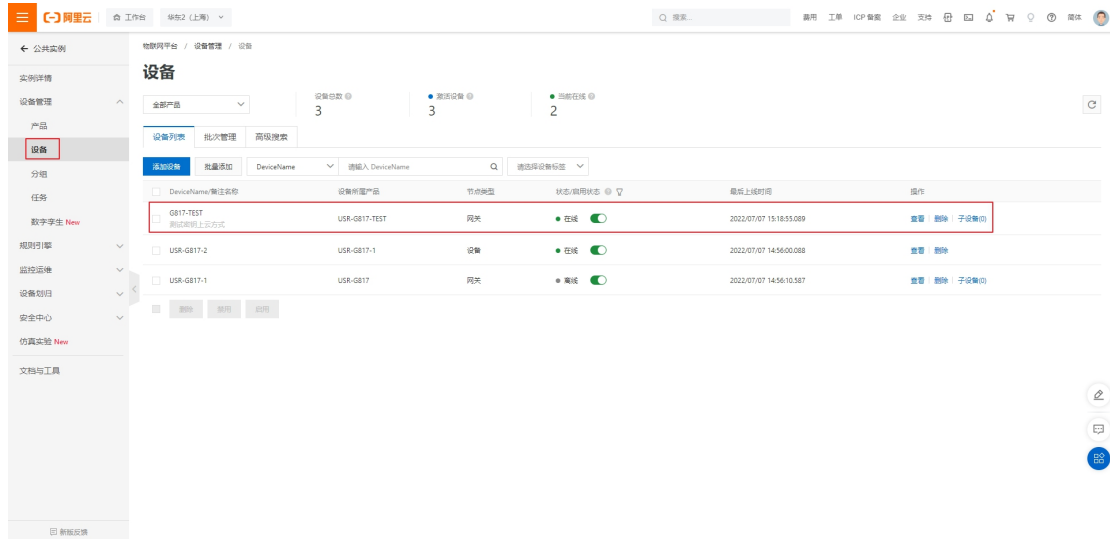 阿里云 工作台 华东2（上海） 搜索... 费用 工单 ICP 备案 企业 支持 简体
公共实例
实例详情
设备管理
产品
设备
分组
任务
数字孪生 New
规则引擎
监控运维
设备划归
安全中心
仿真实验 New
文档与工具
新版反馈
物联网平台 / 设备管理 / 设备
设备
全部产品
设备总数 激活设备 当前在线
3 3 2
设备列表 批次管理 高级搜索
添加设备 批量添加 DeviceName 请输入 DeviceName 请选择设备标签
DeviceName/备注名称 设备所属产品 节点类型 状态/启用状态 最后上线时间 操作
G817-TEST
测试密钥上云方式
USR-G817-TEST 网关 在线 2022/07/07 15:18:55.089 查看 删除 子设备(0)
USR-G817-2 USR-G817-1 设备 在线 2022/07/07 14:56:00.088 查看 删除
USR-G817-1 USR-G817 网关 离线 2022/07/07 14:56:10.587 查看 删除 子设备(0)
删除 禁用 启用